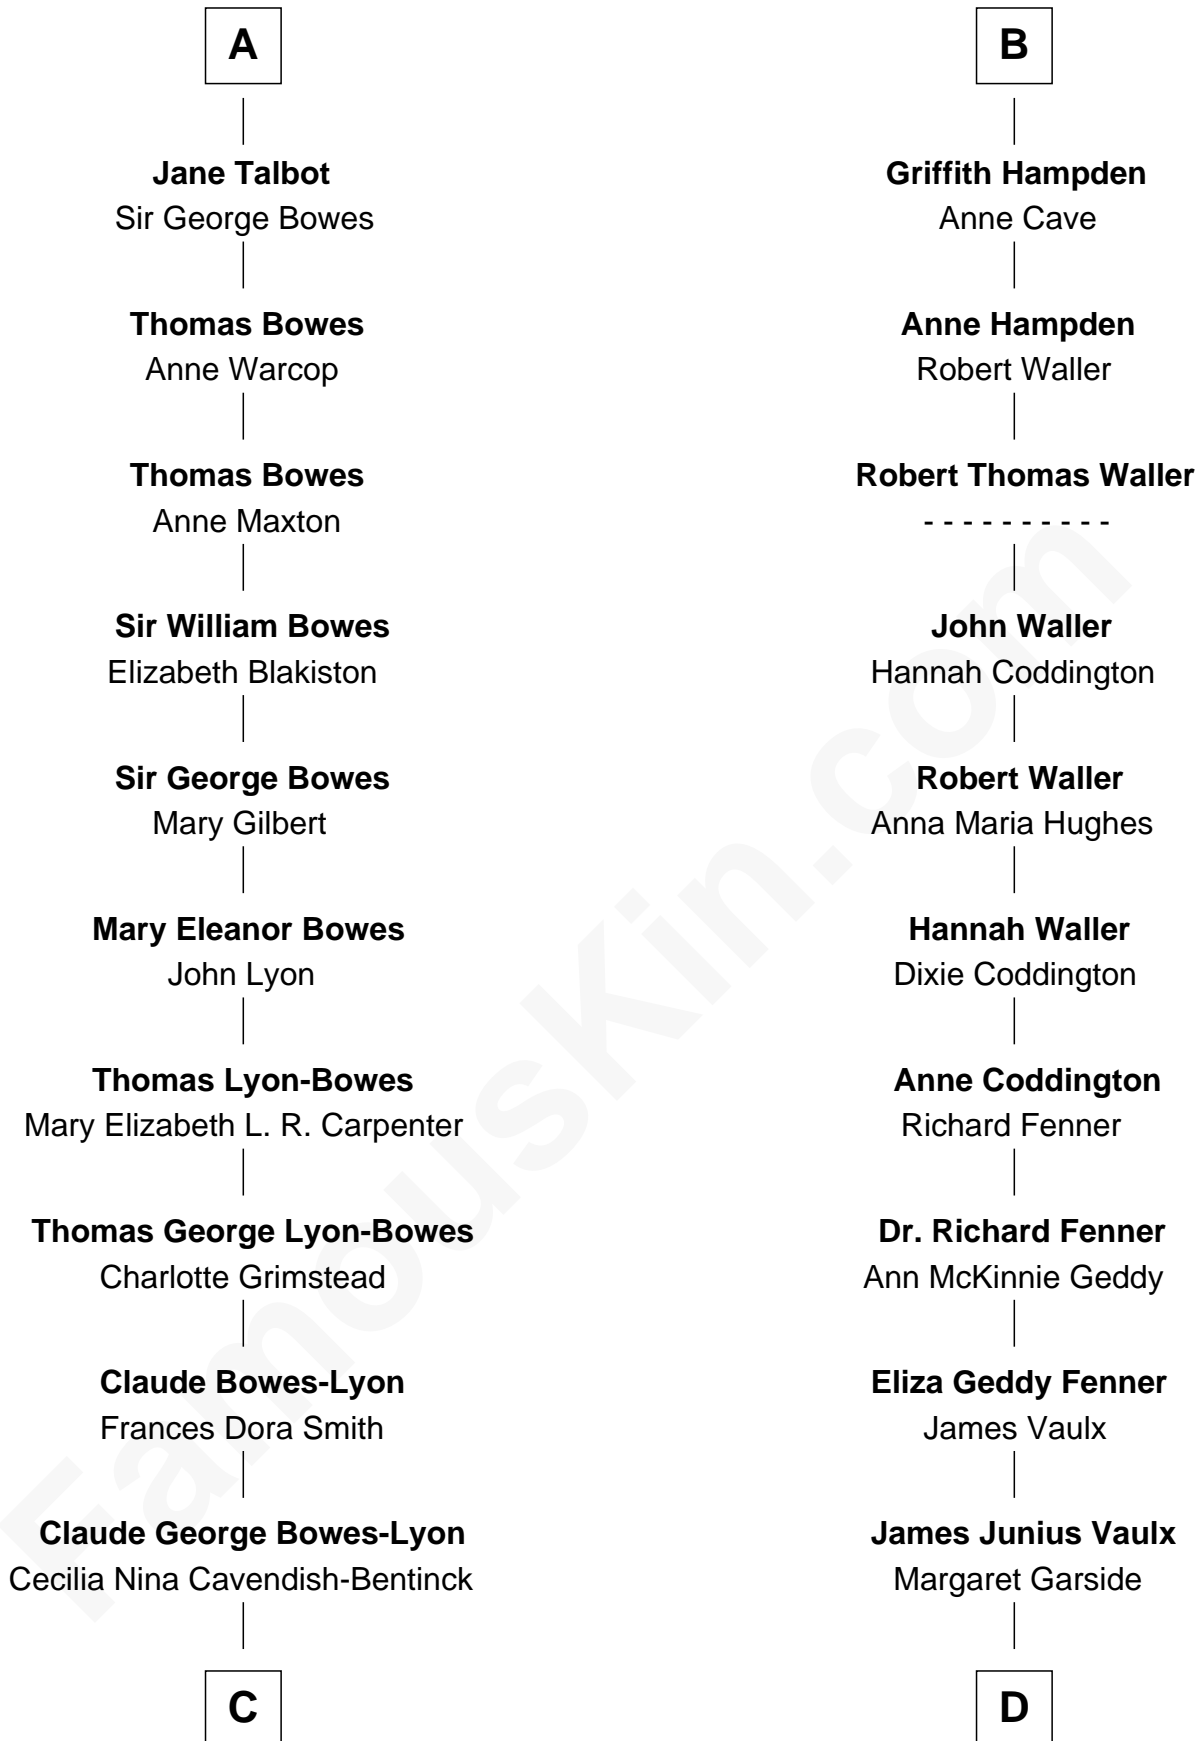 A
Jane Talbot
Sir George Bowes
Thomas Bowes
Anne Warcop
Thomas Bowes
Anne Maxton
Sir William Bowes
Elizabeth Blakiston
Sir George Bowes
Mary Gilbert
Mary Eleanor Bowes
John Lyon
Thomas Lyon-Bowes
Mary Elizabeth L. R. Carpenter
Thomas George Lyon-Bowes
Charlotte Grimstead
Claude Bowes-Lyon
Frances Dora Smith
Claude George Bowes-Lyon
Cecilia Nina Cavendish-Bentinck
C
B
Griffith Hampden
Anne Cave
Anne Hampden
Robert Waller
Robert Thomas Waller
- - - - - - - - - -
John Waller
Hannah Coddington
Robert Waller
Anna Maria Hughes
Hannah Waller
Dixie Coddington
Anne Coddington
Richard Fenner
Dr. Richard Fenner
Ann McKinnie Geddy
Eliza Geddy Fenner
James Vaulx
James Junius Vaulx
Margaret Garside
D
FamousKin.com